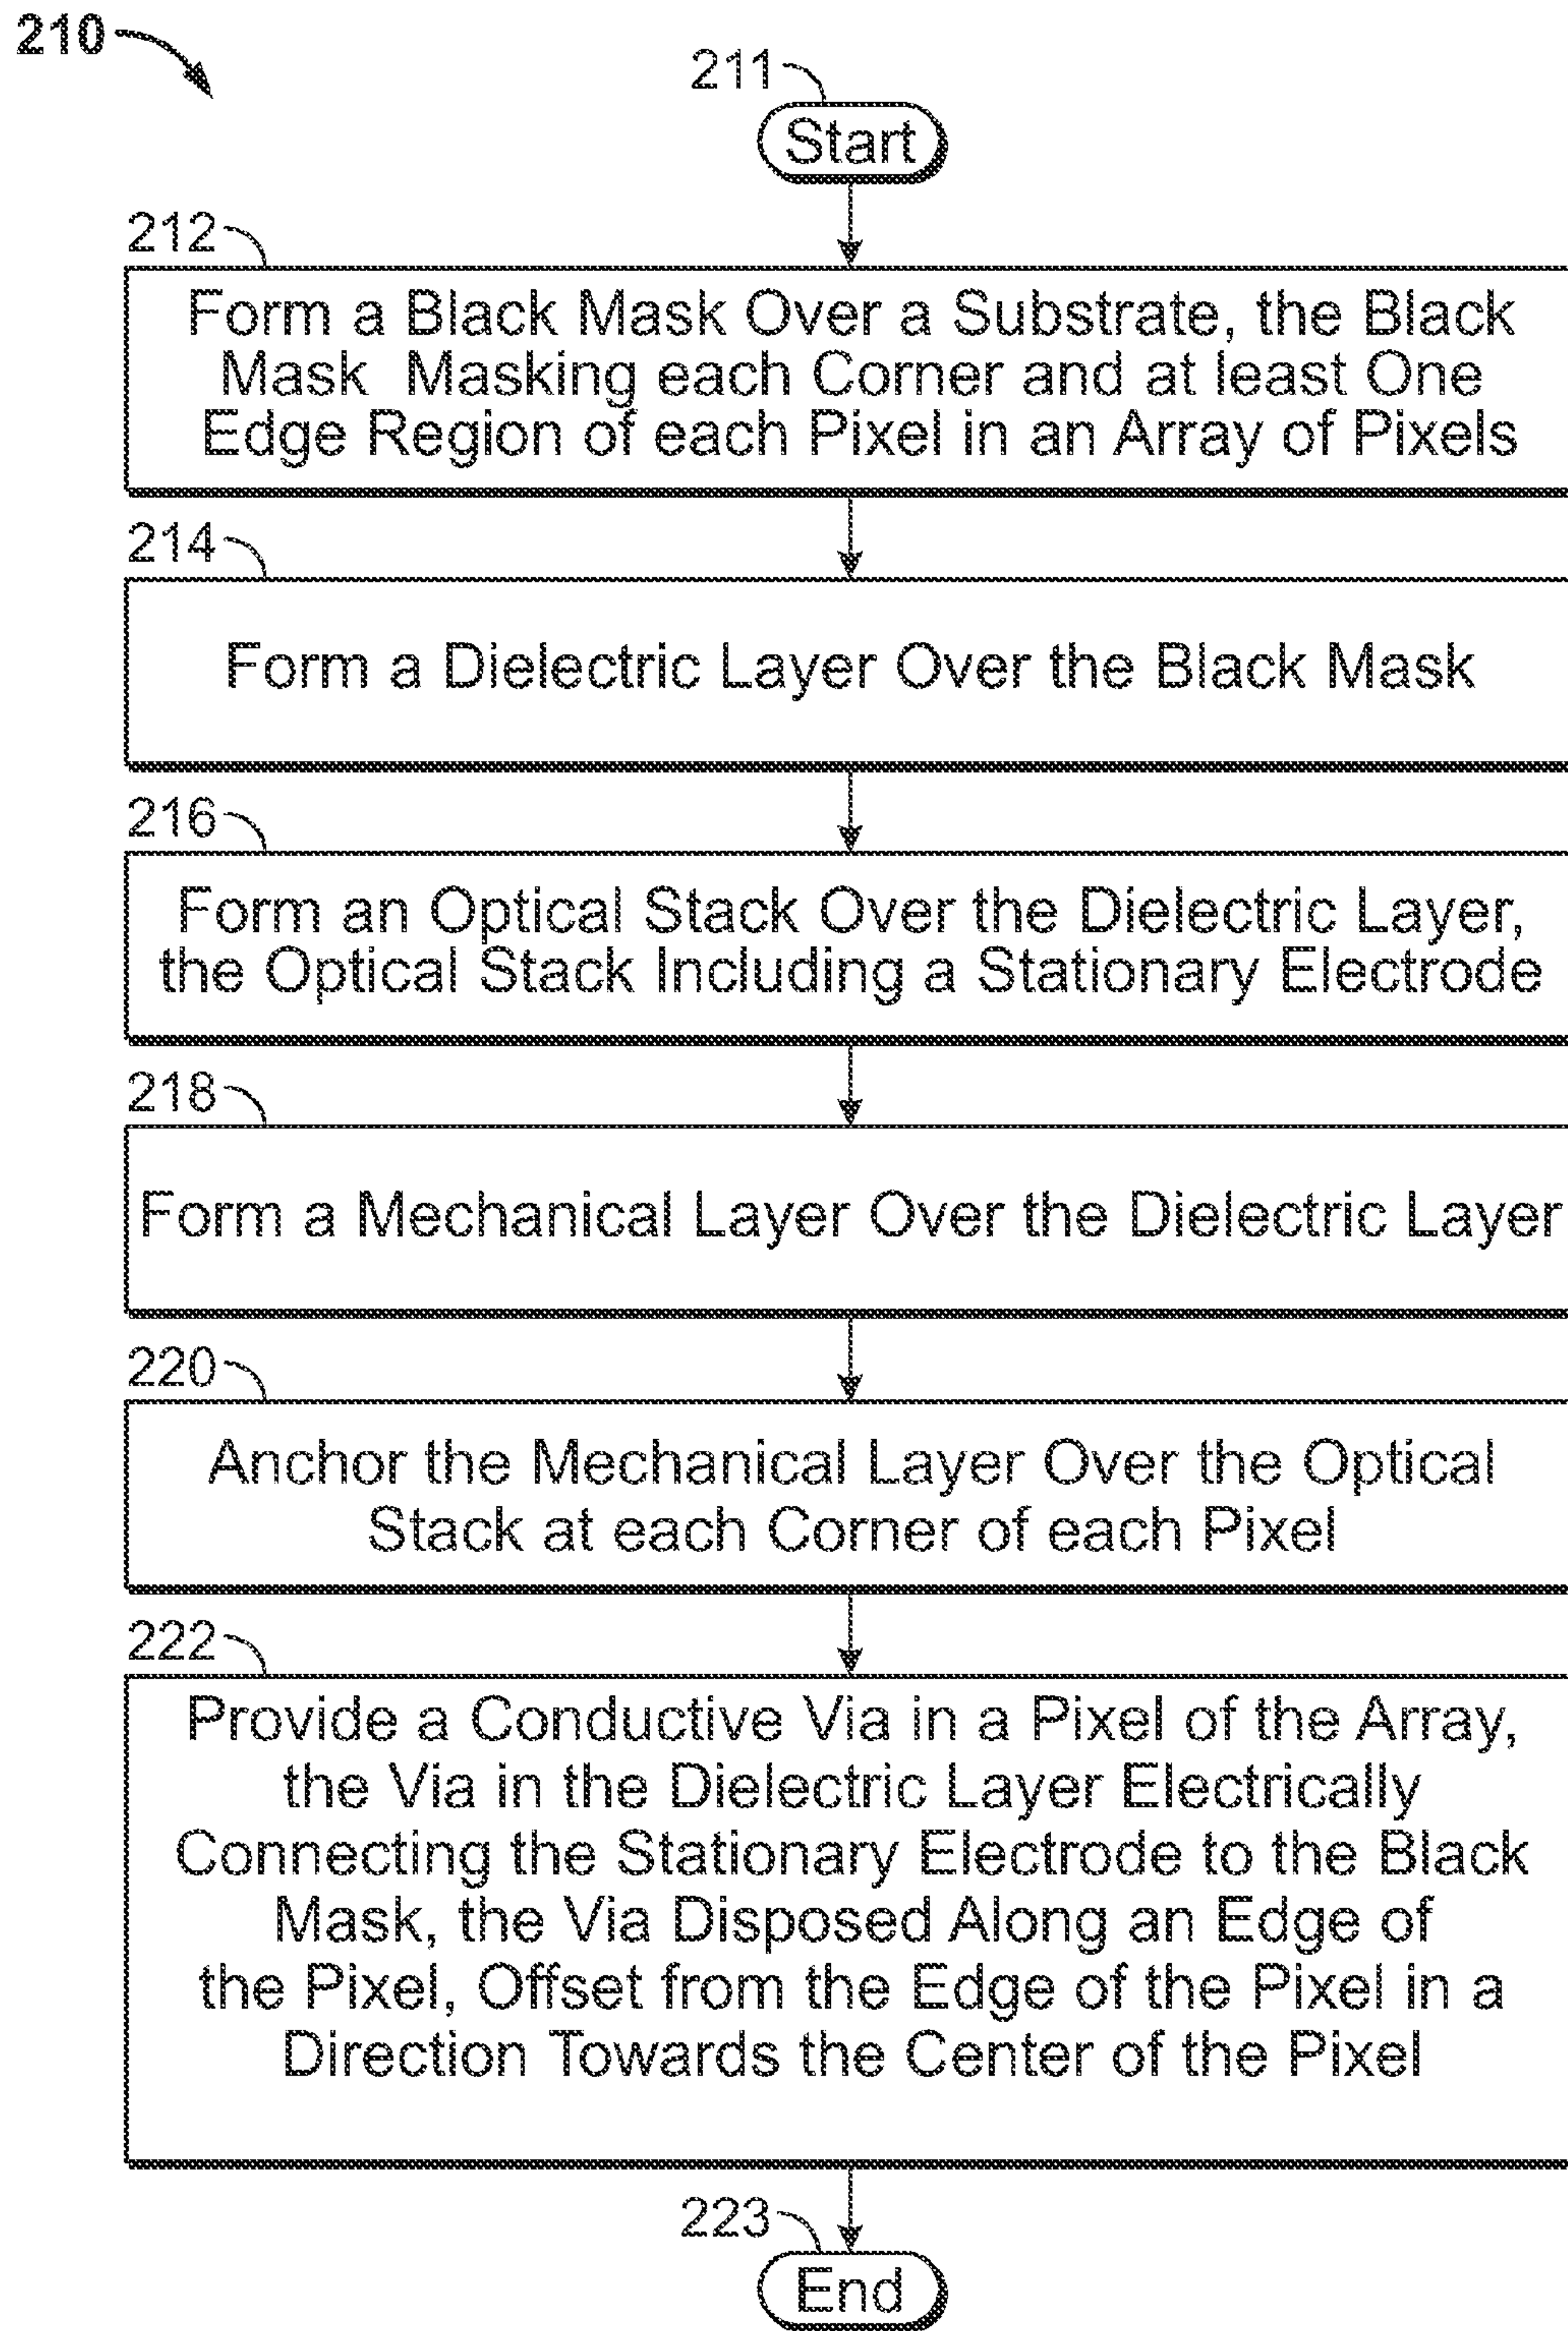 210
211
Start
212
Form a Black Mask Over a Substrate, the Black
Mask Masking each Corner and at least One
Edge Region of each Pixel in an Array of Pixels
214
Form a Dielectric Layer Over the Black Mask
216
Form an Optical Stack Over the Dielectric Layer,
the Optical Stack Including a Stationary Electrode
218
Form a Mechanical Layer Over the Dielectric Layer
220
Anchor the Mechanical Layer Over the Optical
Stack at each Corner of each Pixel
222
Provide a Conductive Via in a Pixel of the Array,
the Via in the Dielectric Layer Electrically
Connecting the Stationary Electrode to the Black
Mask, the Via Disposed Along an Edge of
the Pixel, Offset from the Edge of the Pixel in a
Direction Towards the Center of the Pixel
223
End